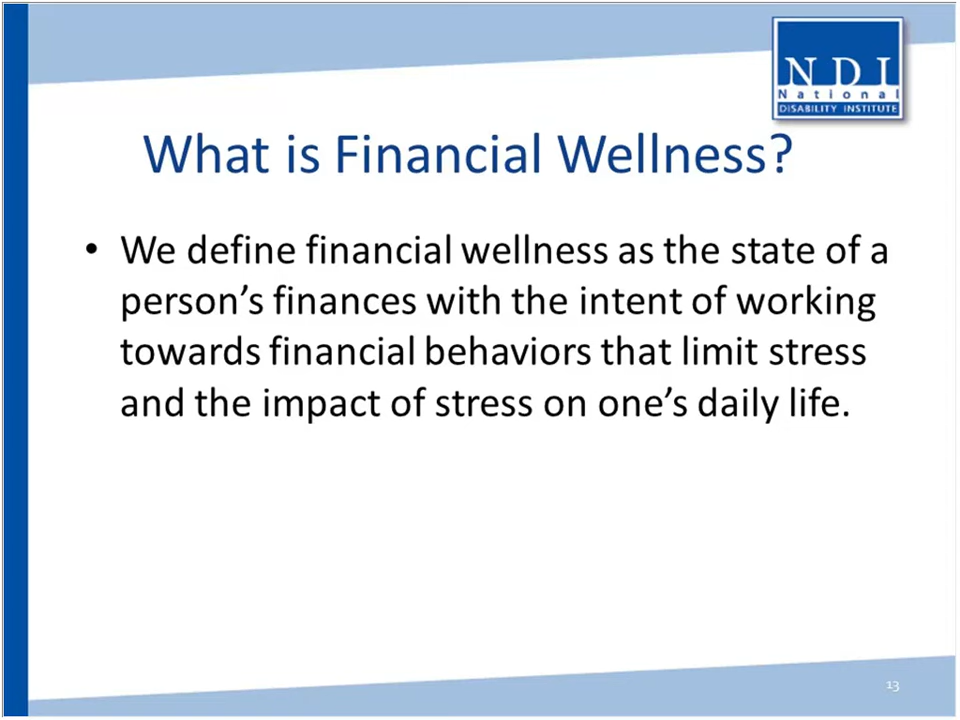 NDI
National
DISABILITY INSTITUTE
What is Financial Wellness?
• We define financial wellness as the state of a
person’s finances with the intent of working
towards financial behaviors that limit stress
and the impact of stress on one’s daily life.
13